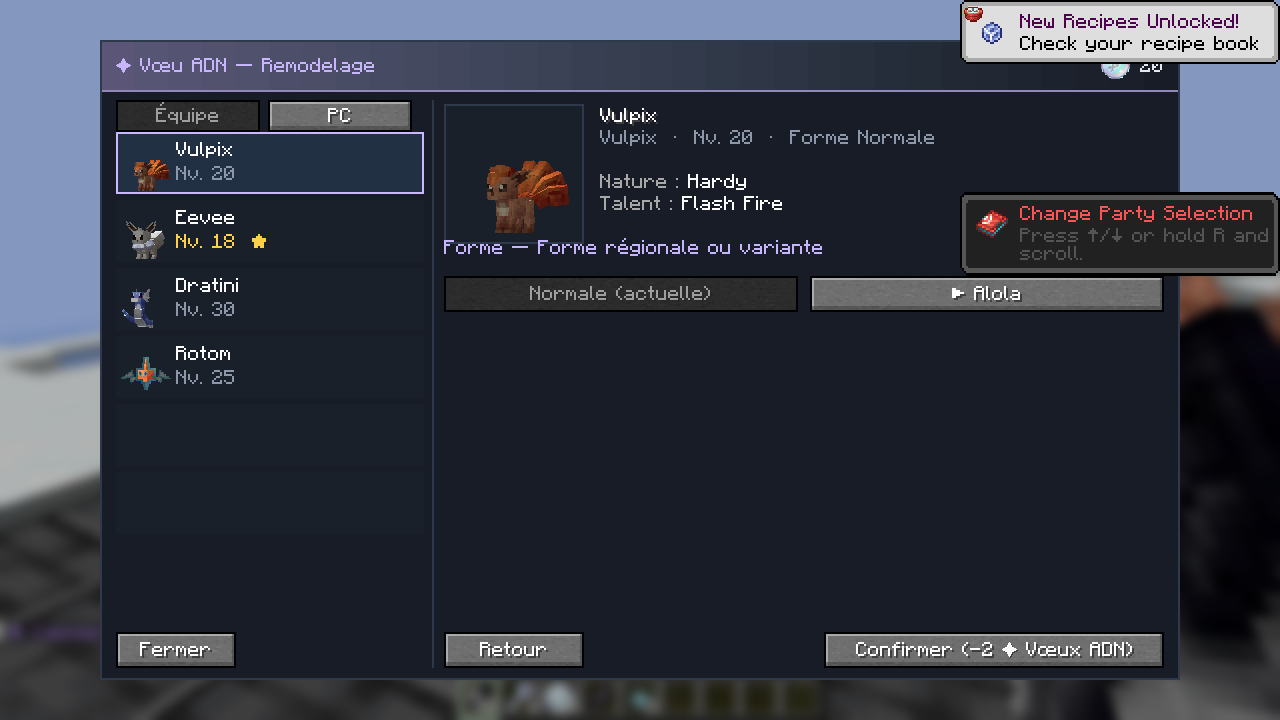 New Recipes Unlocked!
Check your recipe book
✦ Vœu ADN — Remodelage
20
Équipe
PC
Vulpix
Nv. 20
Eevee
Nv. 18 ★
Dratini
Nv. 30
Rotom
Nv. 25
Vulpix
Vulpix · Nv. 20 · Forme Normale
Nature : Hardy
Talent : Flash Fire
Change Party Selection
Press ↑/↓ or hold R and
scroll.
Forme — Forme régionale ou variante
Normale (actuelle)
► Alola
Fermer
Retour
Confirmer (-2 ✦ Vœux ADN)